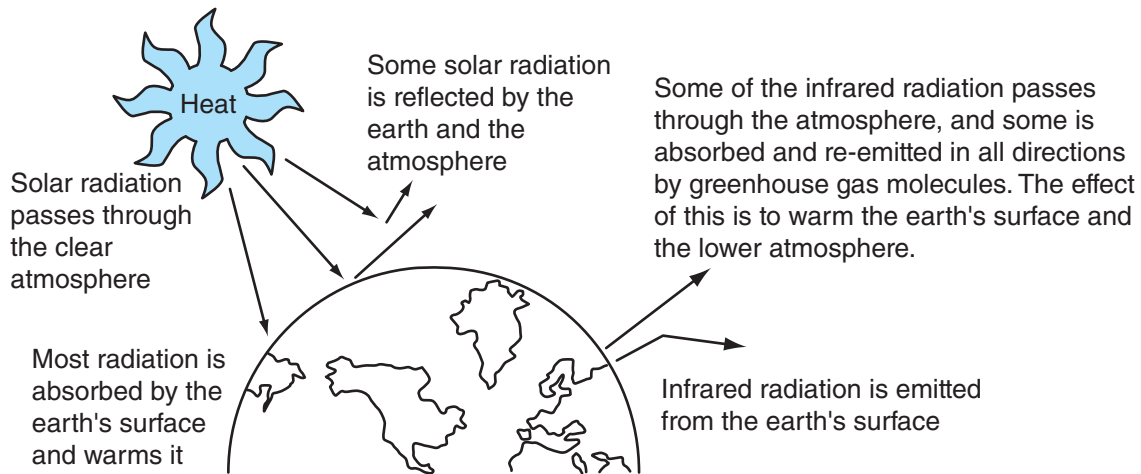 Heat
Solar radiation
passes through
the clear
atmosphere
Some solar radiation
is reflected by the
earth and the
atmosphere
Some of the infrared radiation passes
through the atmosphere, and some is
absorbed and re-emitted in all directions
by greenhouse gas molecules. The effect
of this is to warm the earth's surface and
the lower atmosphere.
Most radiation is
absorbed by the
earth's surface
and warms it
Infrared radiation is emitted
from the earth's surface